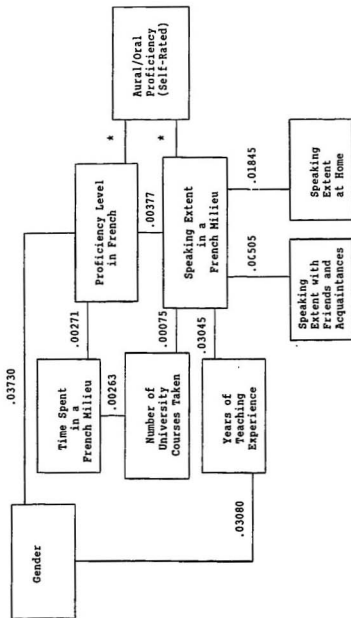 Gender
.03730
.03080
Time Spent
in a
French Milieu
.00263
Number of
University
Courses Taken
Years of
Teaching
Experience
.00271
.00075
.03045
Proficiency Level
in French
.00377
Speaking Extent
in a
French Milieu
*
*
Aural/Oral
Proficiency
(Self-Rated)
.0C505
.01845
Speaking
Extent with
Friends and
Acquaintances
Speaking
Extent
at Home